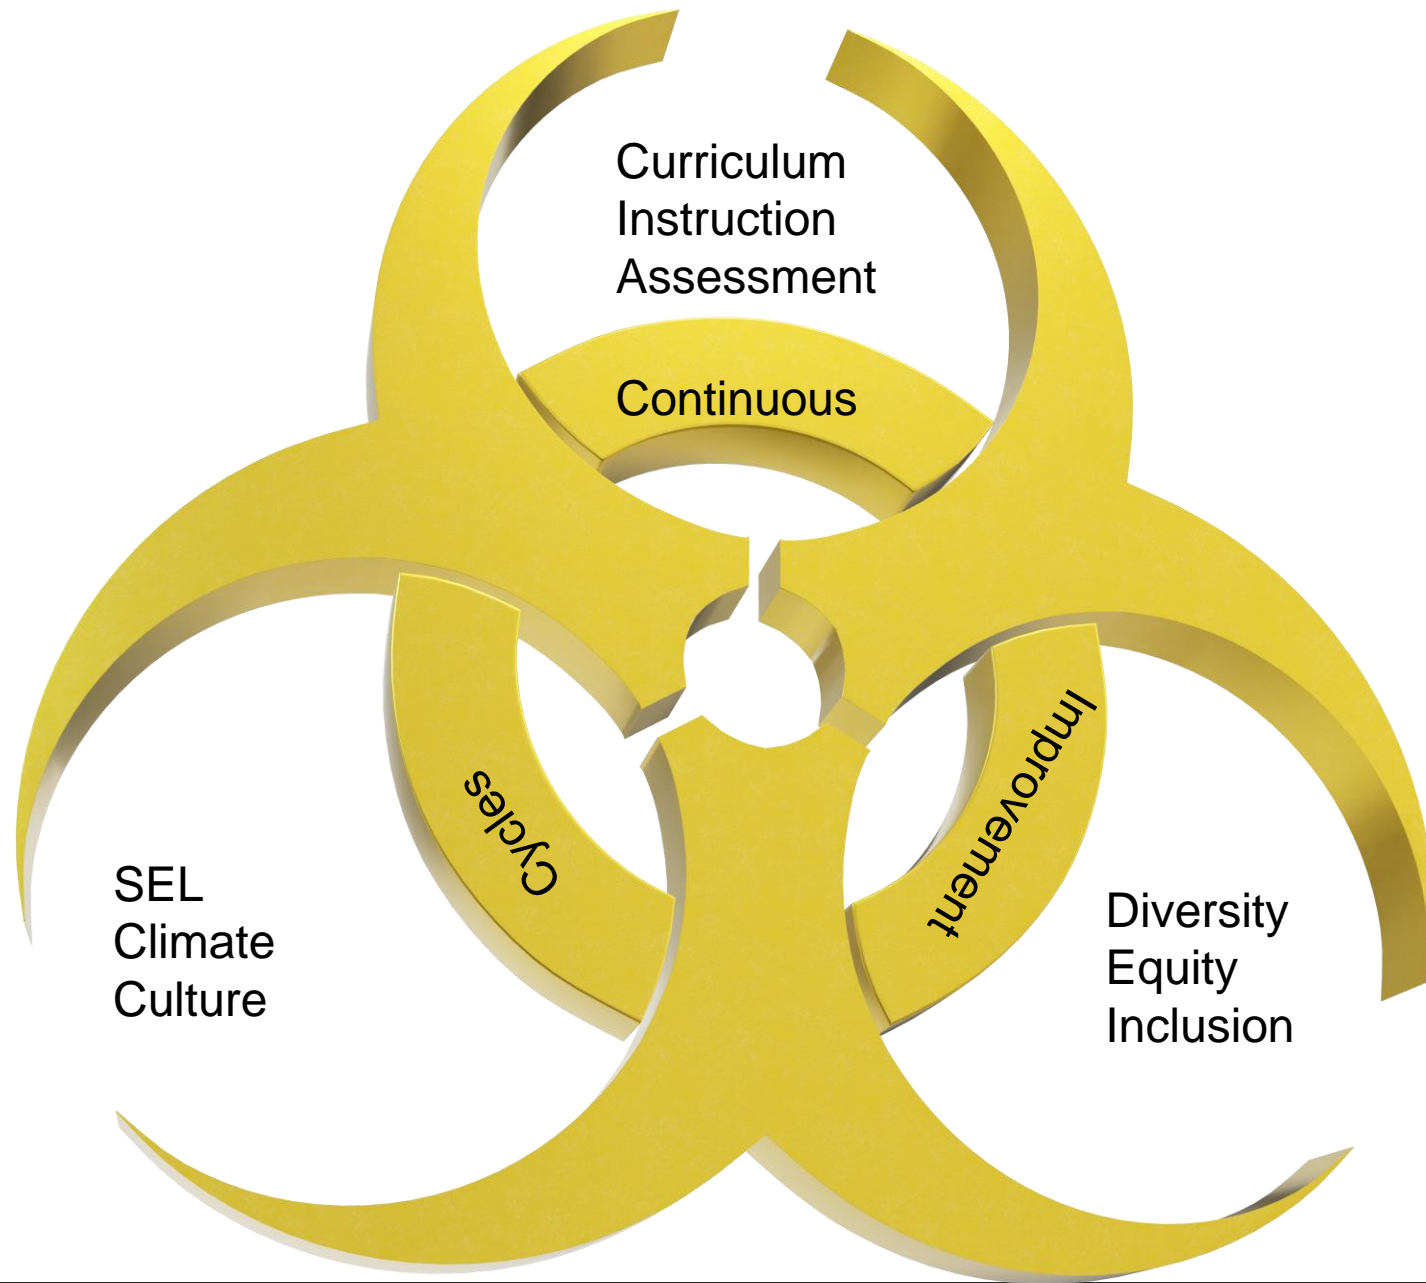 Curriculum
Instruction
Assessment
Continuous
Improvement
Cycles
SEL
Climate
Culture
Diversity
Equity
Inclusion